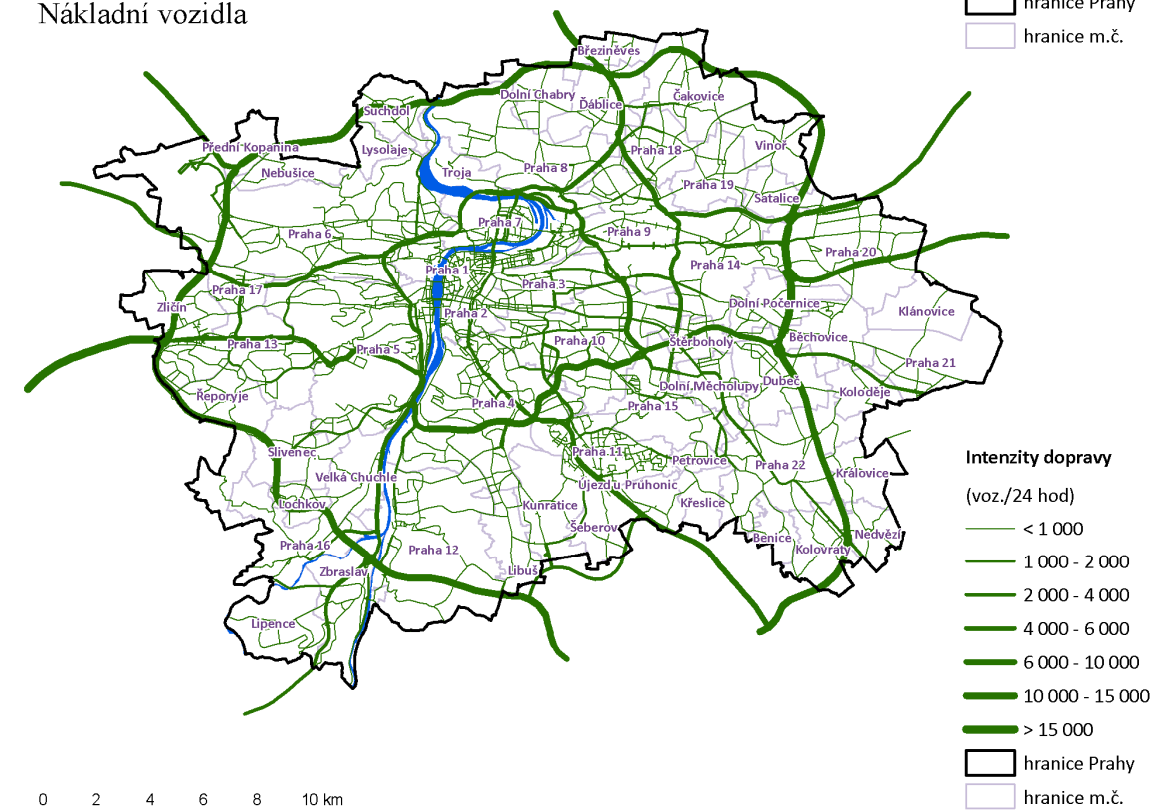 Nákladní vozidla
hranice Prahy
hranice m.č.
Březiněves
Dolní Chabry
Ďáblice
Čakovice
Suchdol
Přední Kopanina
Lysolaje
Nebušice
Troja
Praha 8
Praha 18
Vinoř
Praha 19
Satalice
Praha 6
Praha 7
Praha 9
Praha 20
Praha 14
Praha 1
Praha 17
Praha 3
Zličín
Dolní Počernice
Klánovice
Praha 2
Praha 13
Praha 5
Praha 10
Štěrboholy
Běchovice
Praha 21
Řeporyje
Dolní Měcholupy
Dubeč
Koloděje
Praha 4
Praha 15
Slivenec
Praha 11
Petrovice
Praha 22
Královice
Velká Chuchle
Újezd u Průhonic
Lochkov
Kunratice
Křeslice
Šeberov
Praha 16
Praha 12
Benice
Nedvězí
Kolovraty
Zbraslav
Libuš
Lipence
Intenzity dopravy
(voz./24 hod)
< 1 000
1 000 - 2 000
2 000 - 4 000
4 000 - 6 000
6 000 - 10 000
10 000 - 15 000
> 15 000
hranice Prahy
hranice m.č.
0 2 4 6 8 10 km